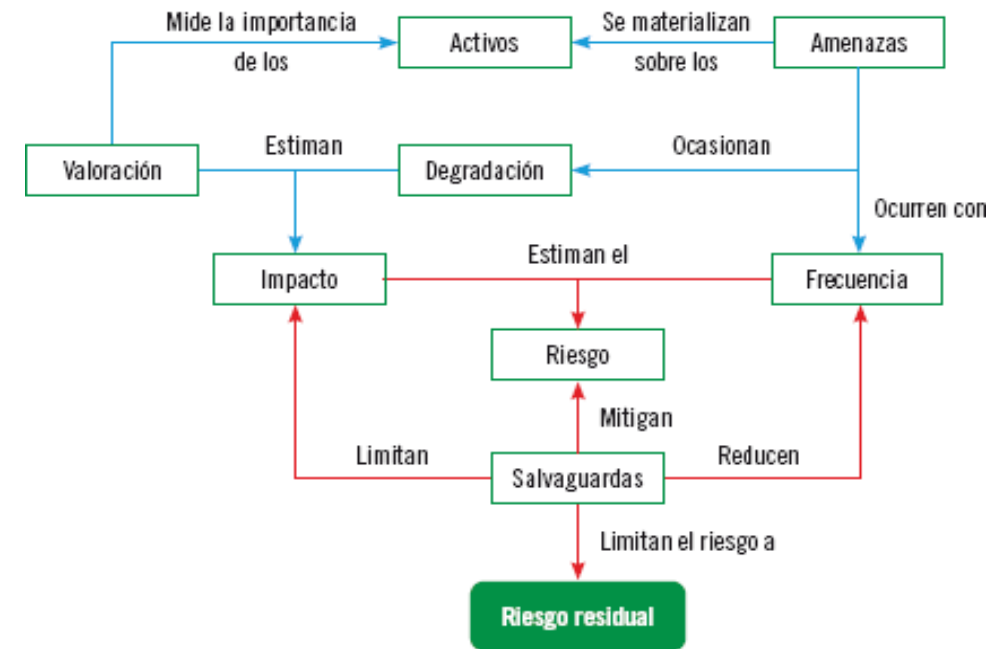 Mide la importancia
de los
Activos
Se materializan
sobre los
Amenazas
Valoración
Estiman
Degradación
Ocasionan
Ocurren con
Impacto
Estiman el
Frecuencia
Riesgo
Mitigan
Limitan
Salvaguardas
Reducen
Limitan el riesgo a
Riesgo residual